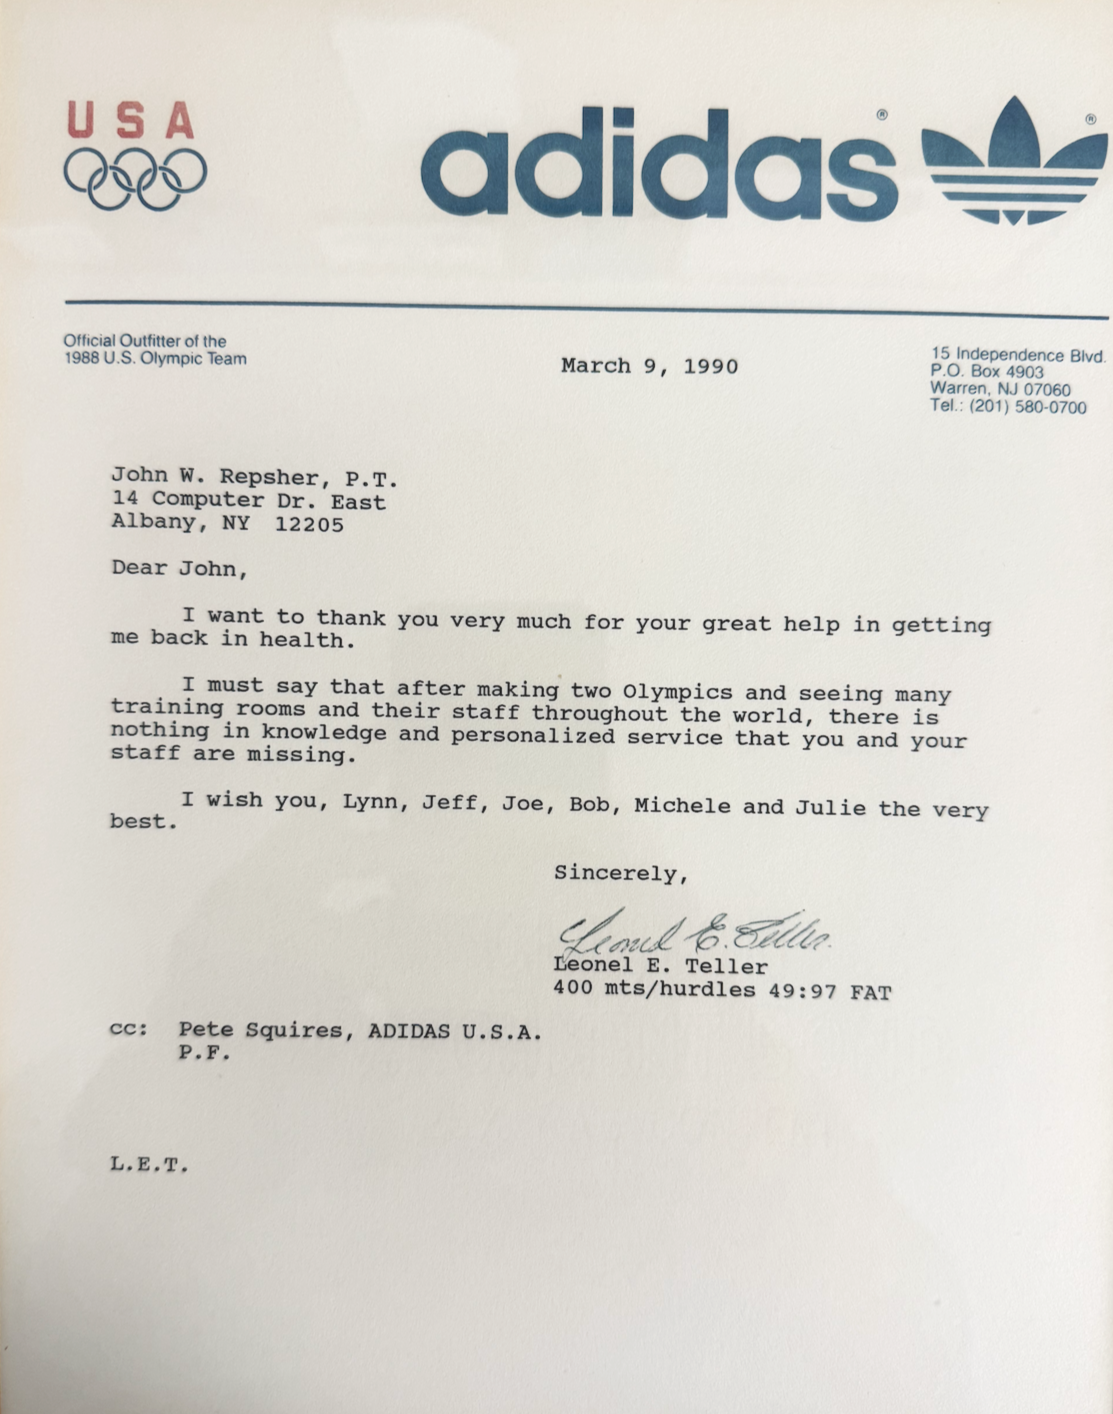 USA
adidas®
®
Official Outfitter of the
1988 U.S. Olympic Team
March 9, 1990
15 Independence Blvd.
P.O. Box 4903
Warren, NJ 07060
Tel.: (201) 580-0700
John W. Repsher, P.T.
14 Computer Dr. East
Albany, NY 12205
Dear John,
I want to thank you very much for your great help in getting
me back in health.
I must say that after making two Olympics and seeing many
training rooms and their staff throughout the world, there is
nothing in knowledge and personalized service that you and your
staff are missing.
I wish you, Lynn, Jeff, Joe, Bob, Michele and Julie the very
best.
Sincerely,
Leonel E. Teller
Leonel E. Teller
400 mts/hurdles 49:97 FAT
cc: Pete Squires, ADIDAS U.S.A.
P.F.
L.E.T.